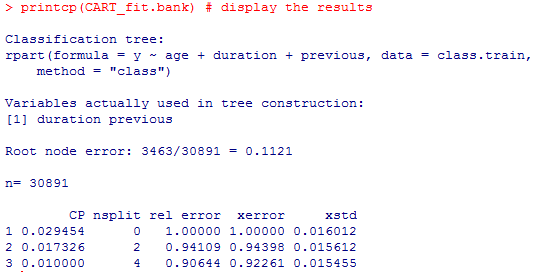 > printcp(CART_fit.bank) # display the results
Classification tree:
rpart(formula = y ~ age + duration + previous, data = class.train,
    method = "class")
Variables actually used in tree construction:
[1] duration previous
Root node error: 3463/30891 = 0.1121
n= 30891
        CP nsplit rel error  xerror     xstd
1 0.029454      0   1.00000 1.00000 0.016012
2 0.017326      2   0.94109 0.94398 0.015612
3 0.010000      4   0.90644 0.92261 0.015455